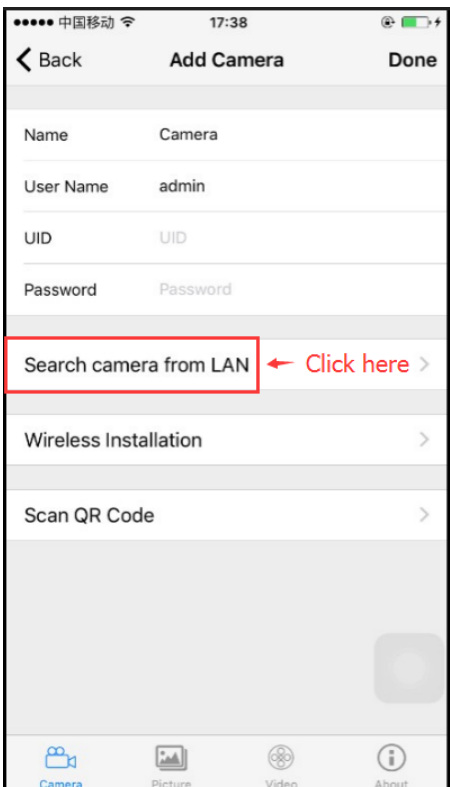 中国移动 17:38
Back Add Camera Done
Name Camera
User Name admin
UID UID
Password Password
Search camera from LAN Click here
Wireless Installation
Scan QR Code
Camera Picture Video About